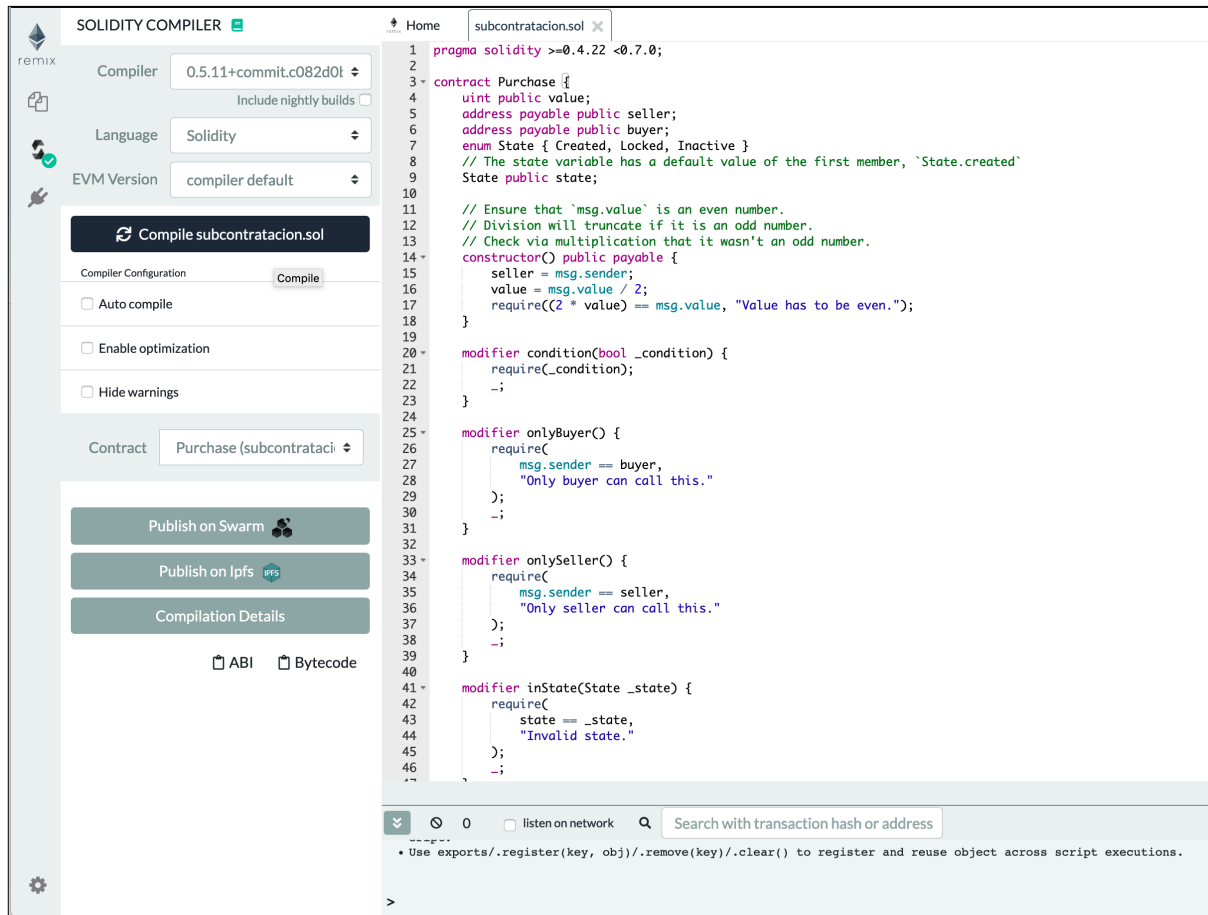 remix
SOLIDITY COMPILER
Compiler
0.5.11+commit.c082d0b
Include nightly builds
Language
Solidity
EVM Version
compiler default
Compile subcontratacion.sol
Compiler Configuration
Compile
Auto compile
Enable optimization
Hide warnings
Contract
Purchase (subcontrataci
Publish on Swarm
Publish on Ipfs
IPFS
Compilation Details
ABI
Bytecode
Home
subcontratacion.sol
1 pragma solidity >=0.4.22 <0.7.0;
2
3 contract Purchase {
4 uint public value;
5 address payable public seller;
6 address payable public buyer;
7 enum State { Created, Locked, Inactive }
8 // The state variable has a default value of the first member, `State.created`
9 State public state;
10
11 // Ensure that `msg.value` is an even number.
12 // Division will truncate if it is an odd number.
13 // Check via multiplication that it wasn't an odd number.
14 constructor() public payable {
15 seller = msg.sender;
16 value = msg.value / 2;
17 require((2 * value) == msg.value, "Value has to be even.");
18 }
19
20 modifier condition(bool _condition) {
21 require(_condition);
22 _;
23 }
24
25 modifier onlyBuyer() {
26 require(
27 msg.sender == buyer,
28 "Only buyer can call this."
29 );
30 _;
31 }
32
33 modifier onlySeller() {
34 require(
35 msg.sender == seller,
36 "Only seller can call this."
37 );
38 _;
39 }
40
41 modifier inState(State _state) {
42 require(
43 state == _state,
44 "Invalid state."
45 );
46 _;
0
listen on network
Search with transaction hash or address
• Use exports/.register(key, obj)/.remove(key)/.clear() to register and reuse object across script executions.
>